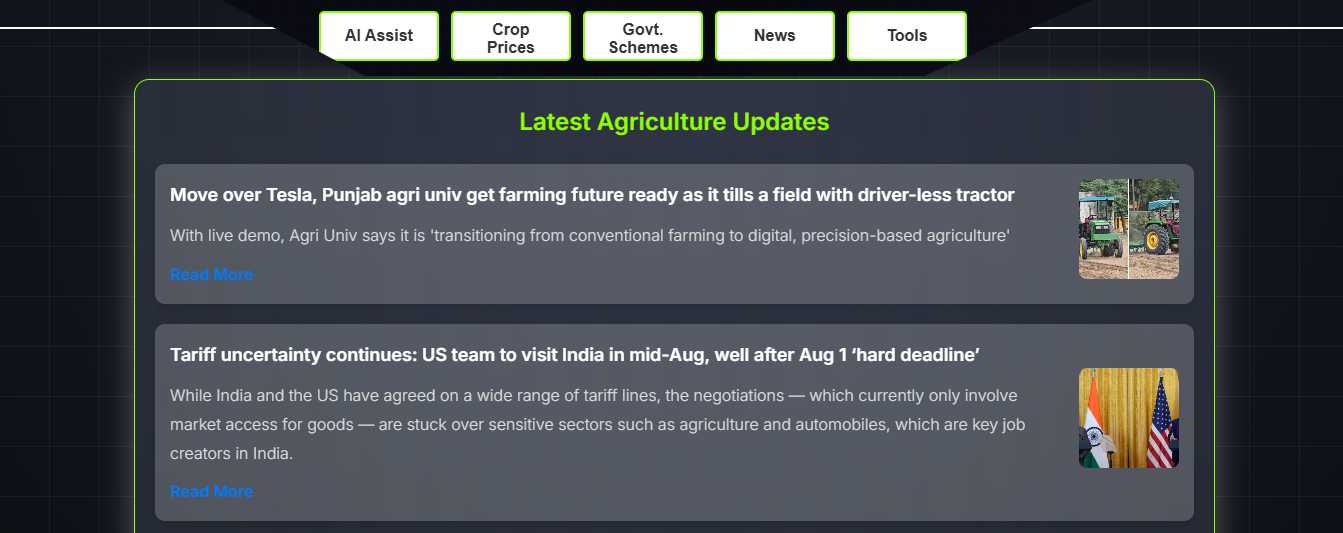 AI Assist
Crop
Prices
Govt.
Schemes
News
Tools
Latest Agriculture Updates
Move over Tesla, Punjab agri univ get farming future ready as it tills a field with driver-less tractor
With live demo, Agri Univ says it is 'transitioning from conventional farming to digital, precision-based agriculture'
Read More
Tariff uncertainty continues: US team to visit India in mid-Aug, well after Aug 1 ‘hard deadline’
While India and the US have agreed on a wide range of tariff lines, the negotiations — which currently only involve
market access for goods — are stuck over sensitive sectors such as agriculture and automobiles, which are key job
creators in India.
Read More